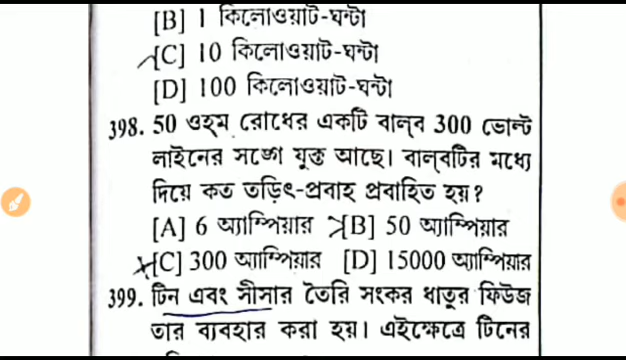 [B] 1 কিলোওয়াট-ঘন্টা
[C] 10 কিলোওয়াট-ঘন্টা
[D] 100 কিলোওয়াট-ঘন্টা
398. 50 ওহ্‌ম রোধের একটি বাল্‌ব 300 ভোল্ট
লাইনের সঙ্গে যুক্ত আছে। বাল্‌বটির মধ্যে
দিয়ে কত তড়িৎ-প্রবাহ প্রবাহিত হয়?
[A] 6 অ্যাম্পিয়ার [B] 50 অ্যাম্পিয়ার
[C] 300 অ্যাম্পিয়ার [D] 15000 অ্যাম্পিয়ার
399. টিন এবং সীসার তৈরি সংকর ধাতুর ফিউজ
তার ব্যবহার করা হয়। এইক্ষেত্রে টিনের